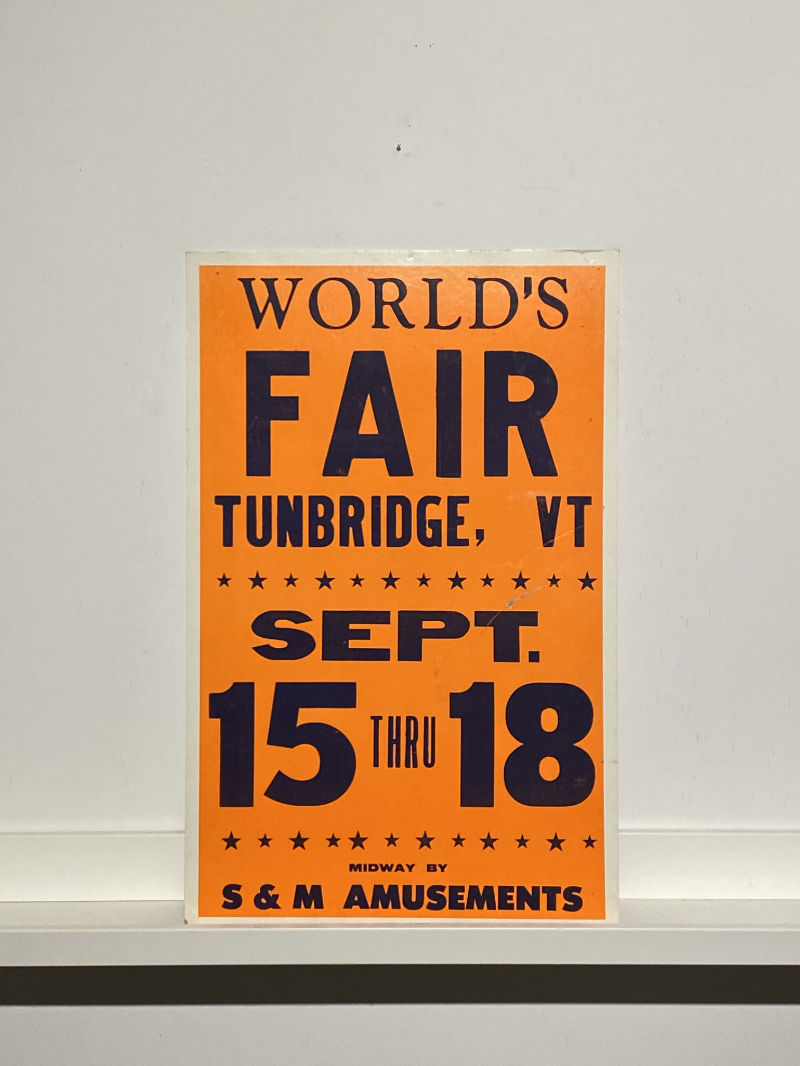 WORLD'S
FAIR
TUNBRIDGE, VT
SEPT.
15 THRU 18
MIDWAY BY
S & M AMUSEMENTS